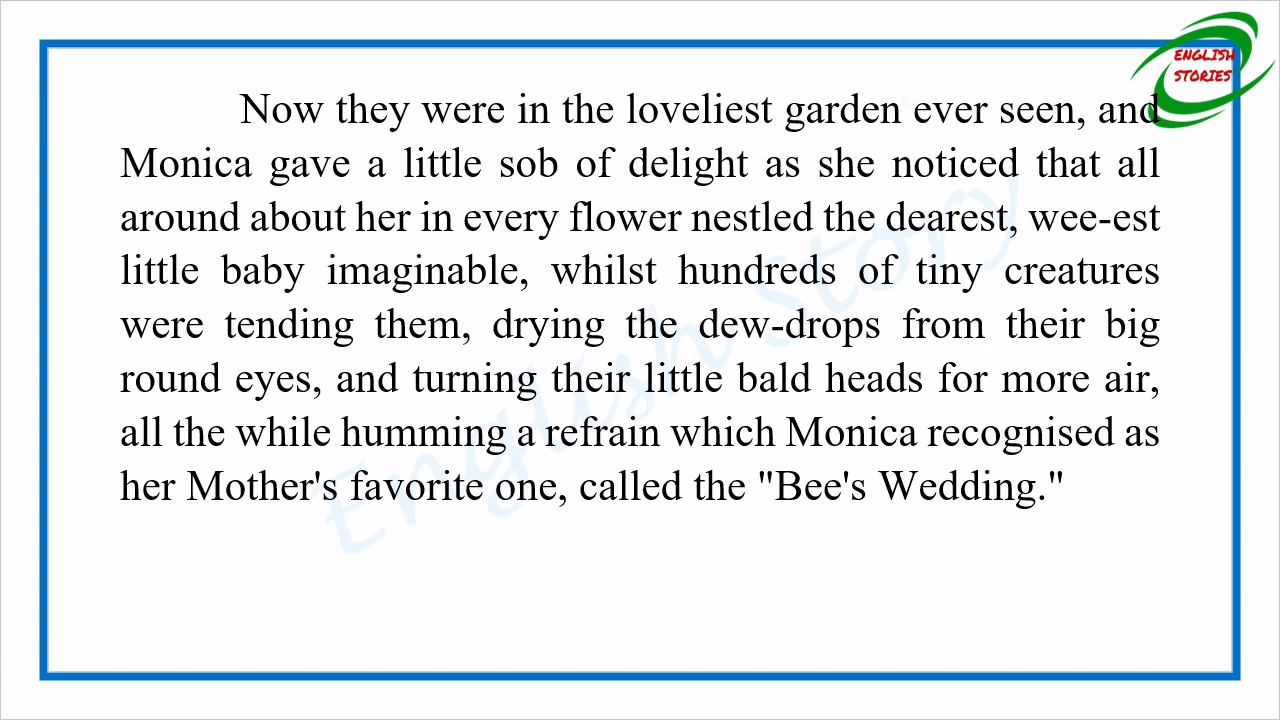 ENGLISH
STORIES
Now they were in the loveliest garden ever seen, and
Monica gave a little sob of delight as she noticed that all
around about her in every flower nestled the dearest, wee-est
little baby imaginable, whilst hundreds of tiny creatures
were tending them, drying the dew-drops from their big
round eyes, and turning their little bald heads for more air,
all the while humming a refrain which Monica recognised as
her Mother's favorite one, called the "Bee's Wedding."
English Story